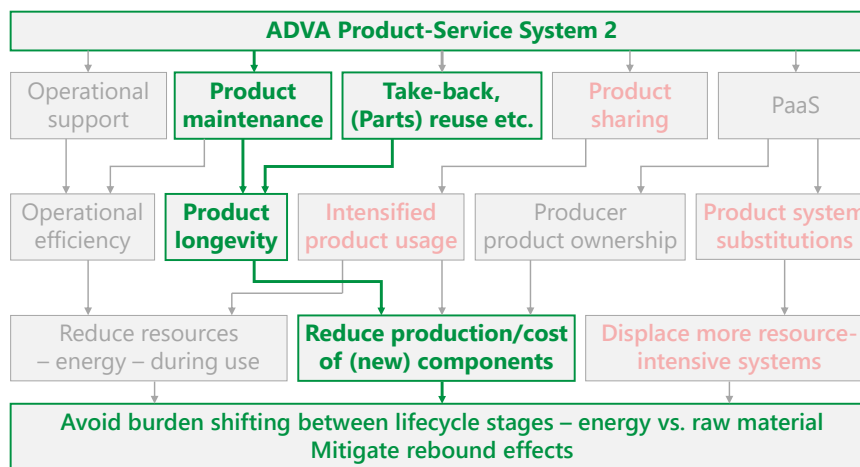 ADVA Product-Service System 2
Operational
support
Product
maintenance
Take-back,
(Parts) reuse etc.
Product
sharing
PaaS
Operational
efficiency
Product
longevity
Intensified
product usage
Producer
product ownership
Product system
substitutions
Reduce resources
– energy – during use
Reduce production/cost
of (new) components
Displace more resource-
intensive systems
Avoid burden shifting between lifecycle stages – energy vs. raw material
Mitigate rebound effects